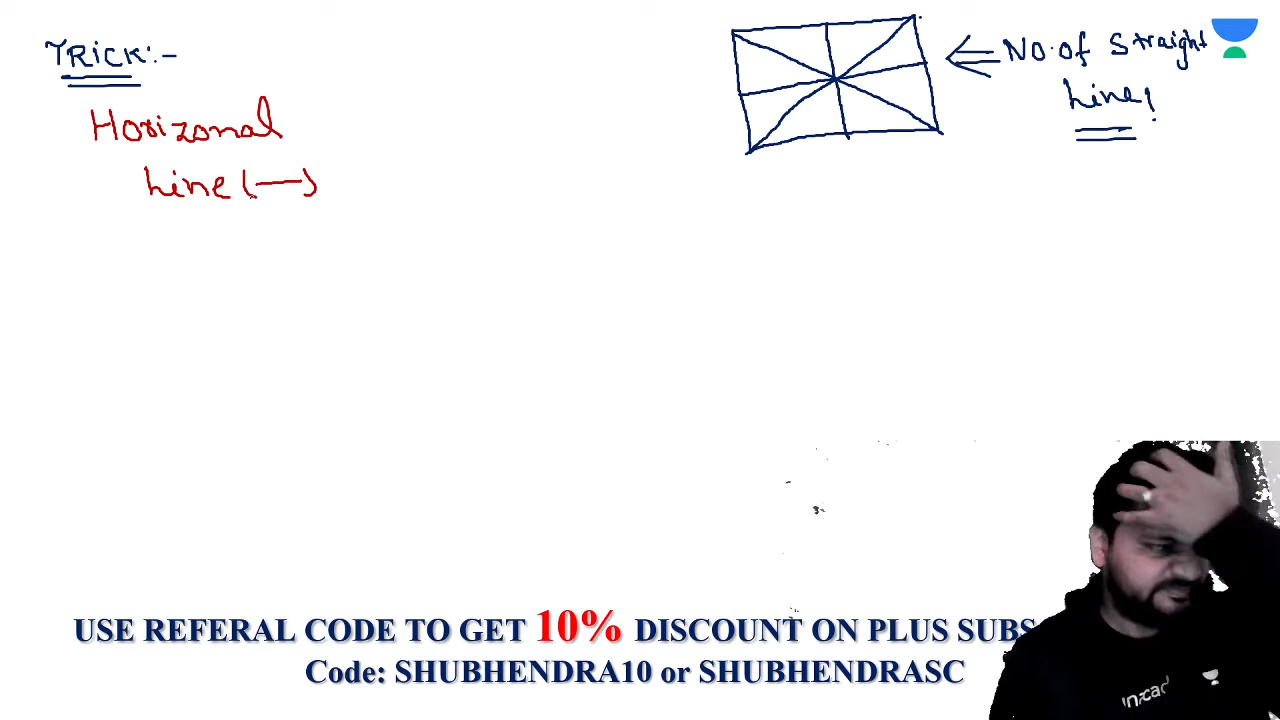 TRICK:-
Horizonal
Line (—)
No. of Straight
Line!
USE REFERAL CODE TO GET 10% DISCOUNT ON PLUS SUBS
Code: SHUBHENDRA10 or SHUBHENDRASC